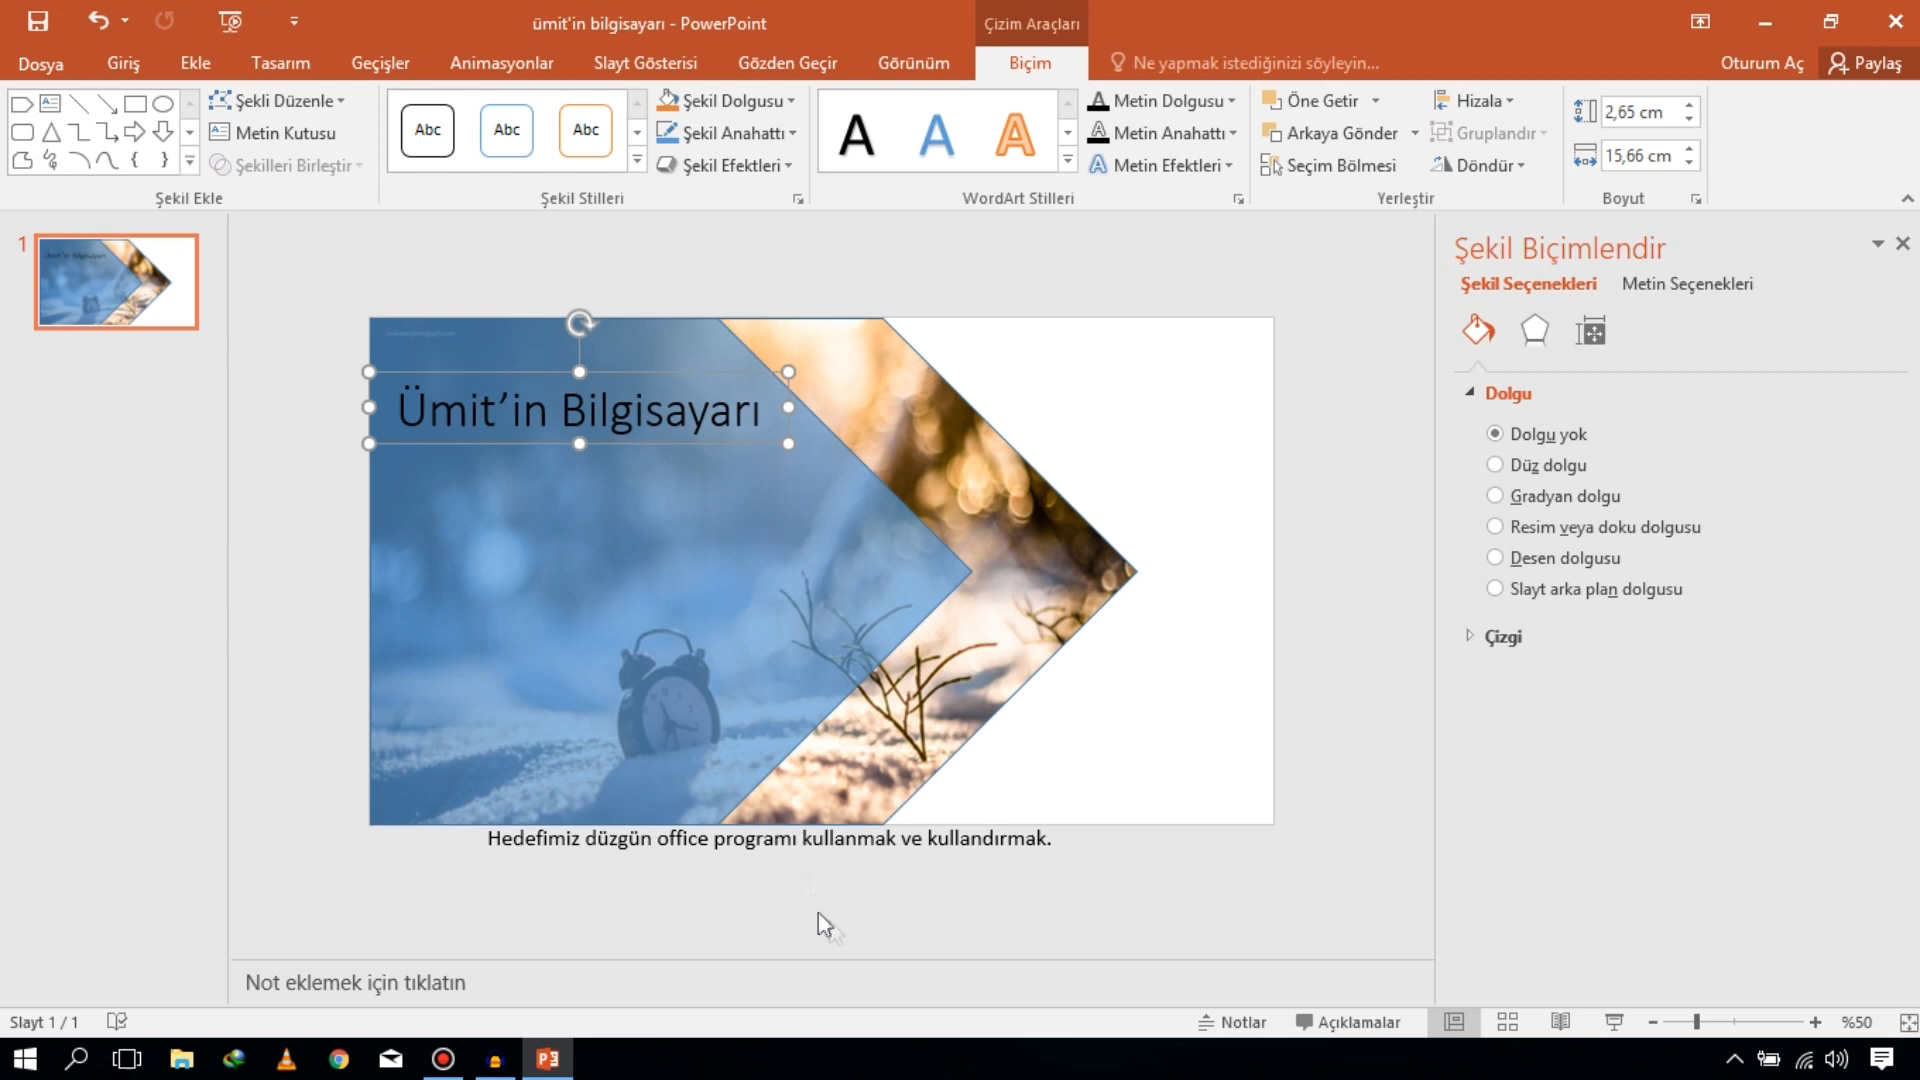 ümit'in bilgisayarı - PowerPoint
Çizim Araçları
Dosya Giriş Ekle Tasarım Geçişler Animasyonlar Slayt Gösterisi Gözden Geçir Görünüm Biçim Ne yapmak istediğinizi söyleyin... Oturum Aç Paylaş
Şekli Düzenle
Metin Kutusu
Şekilleri Birleştir
Şekil Ekle
Abc Abc Abc
Şekil Dolgusu
Şekil Anahattı
Şekil Efektleri
Şekil Stilleri
A A A
Metin Dolgusu
Metin Anahattı
Metin Efektleri
WordArt Stilleri
Öne Getir
Arkaya Gönder
Seçim Bölmesi
Hizala
Gruplandır
Döndür
Yerleştir
2,65 cm
15,66 cm
Boyut
1
Ümit'in Bilgisayarı
Ümit’in Bilgisayarı
Hedefimiz düzgün office programı kullanmak ve kullandırmak.
Not eklemek için tıklatın
Şekil Biçimlendir
Şekil Seçenekleri Metin Seçenekleri
Dolgu
Dolgu yok
Düz dolgu
Gradyan dolgu
Resim veya doku dolgusu
Desen dolgusu
Slayt arka plan dolgusu
Çizgi
Slayt 1 / 1
Notlar
Açıklamalar
%50